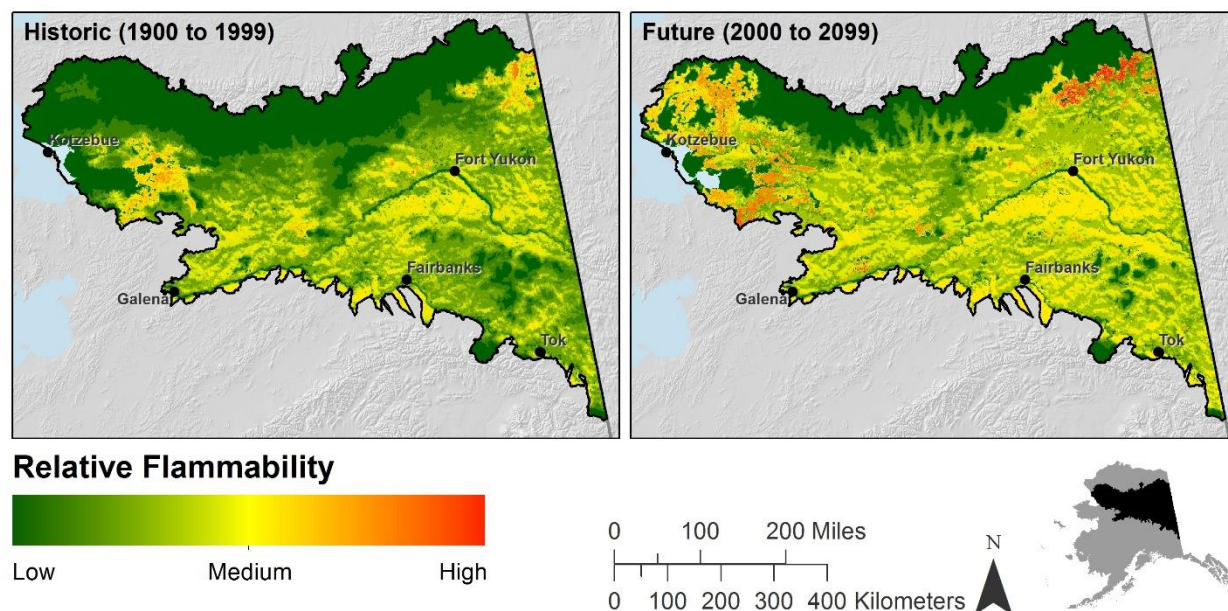 Historic (1900 to 1999)
Kotzebue
Fort Yukon
Fairbanks
Galena
Tok
Future (2000 to 2099)
Kotzebue
Fort Yukon
Fairbanks
Galena
Tok
Relative Flammability
Low Medium High
0 100 200 Miles
0 100 200 300 400 Kilometers
N